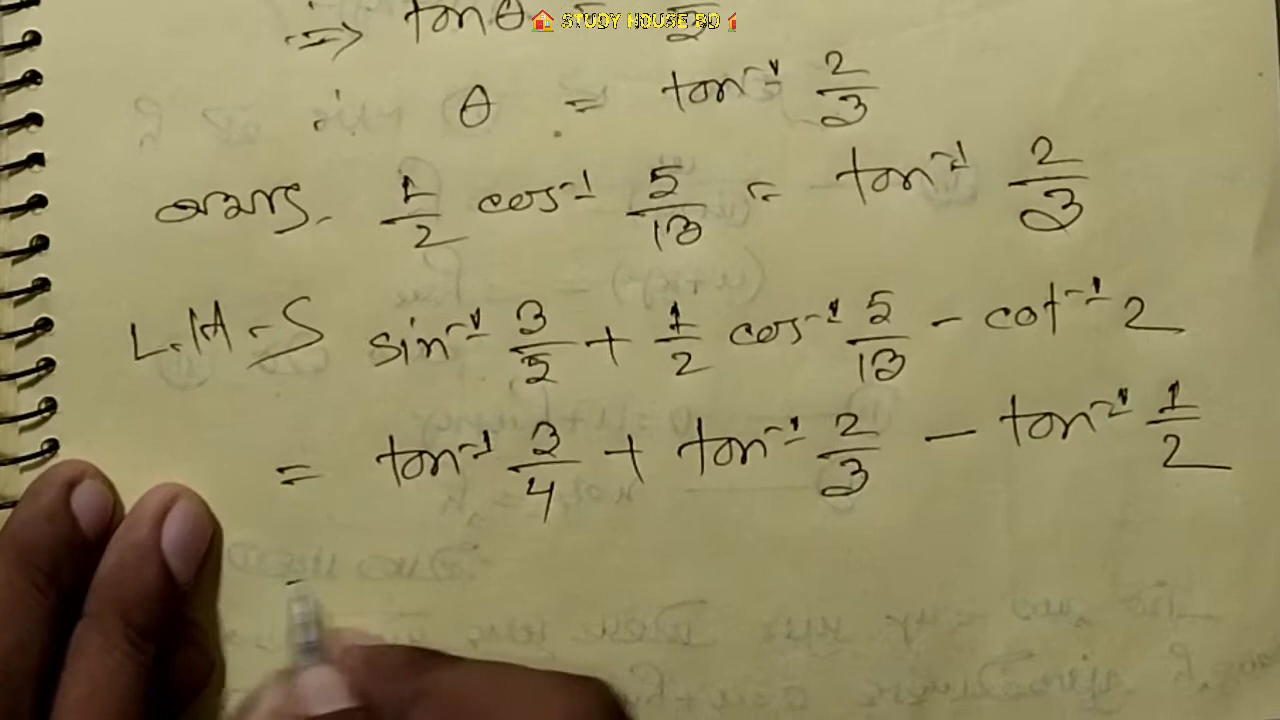 STUDY HOUSE BD
⇒ tanθ =
∴ θ = tan⁻¹ 2/3
অর্থাৎ, 1/2 cos⁻¹ 5/13 = tan⁻¹ 2/3
L.H.S sin⁻¹ 3/5 + 1/2 cos⁻¹ 5/13 - cot⁻¹ 2
= tan⁻¹ 3/4 + tan⁻¹ 2/3 - tan⁻¹ 1/2
=